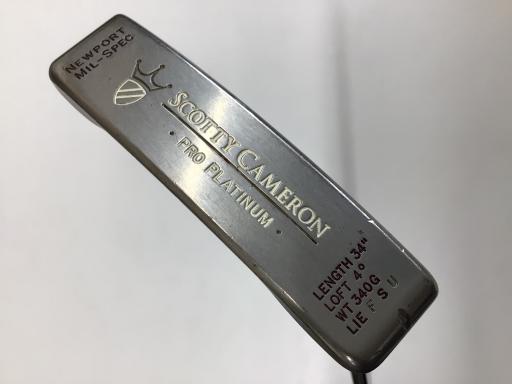 NEWPORT
MIL-SPEC
SCOTTY CAMERON
• PRO PLATINUM •
LENGTH 34"
LOFT 4°
WT 340G
LIE F S U